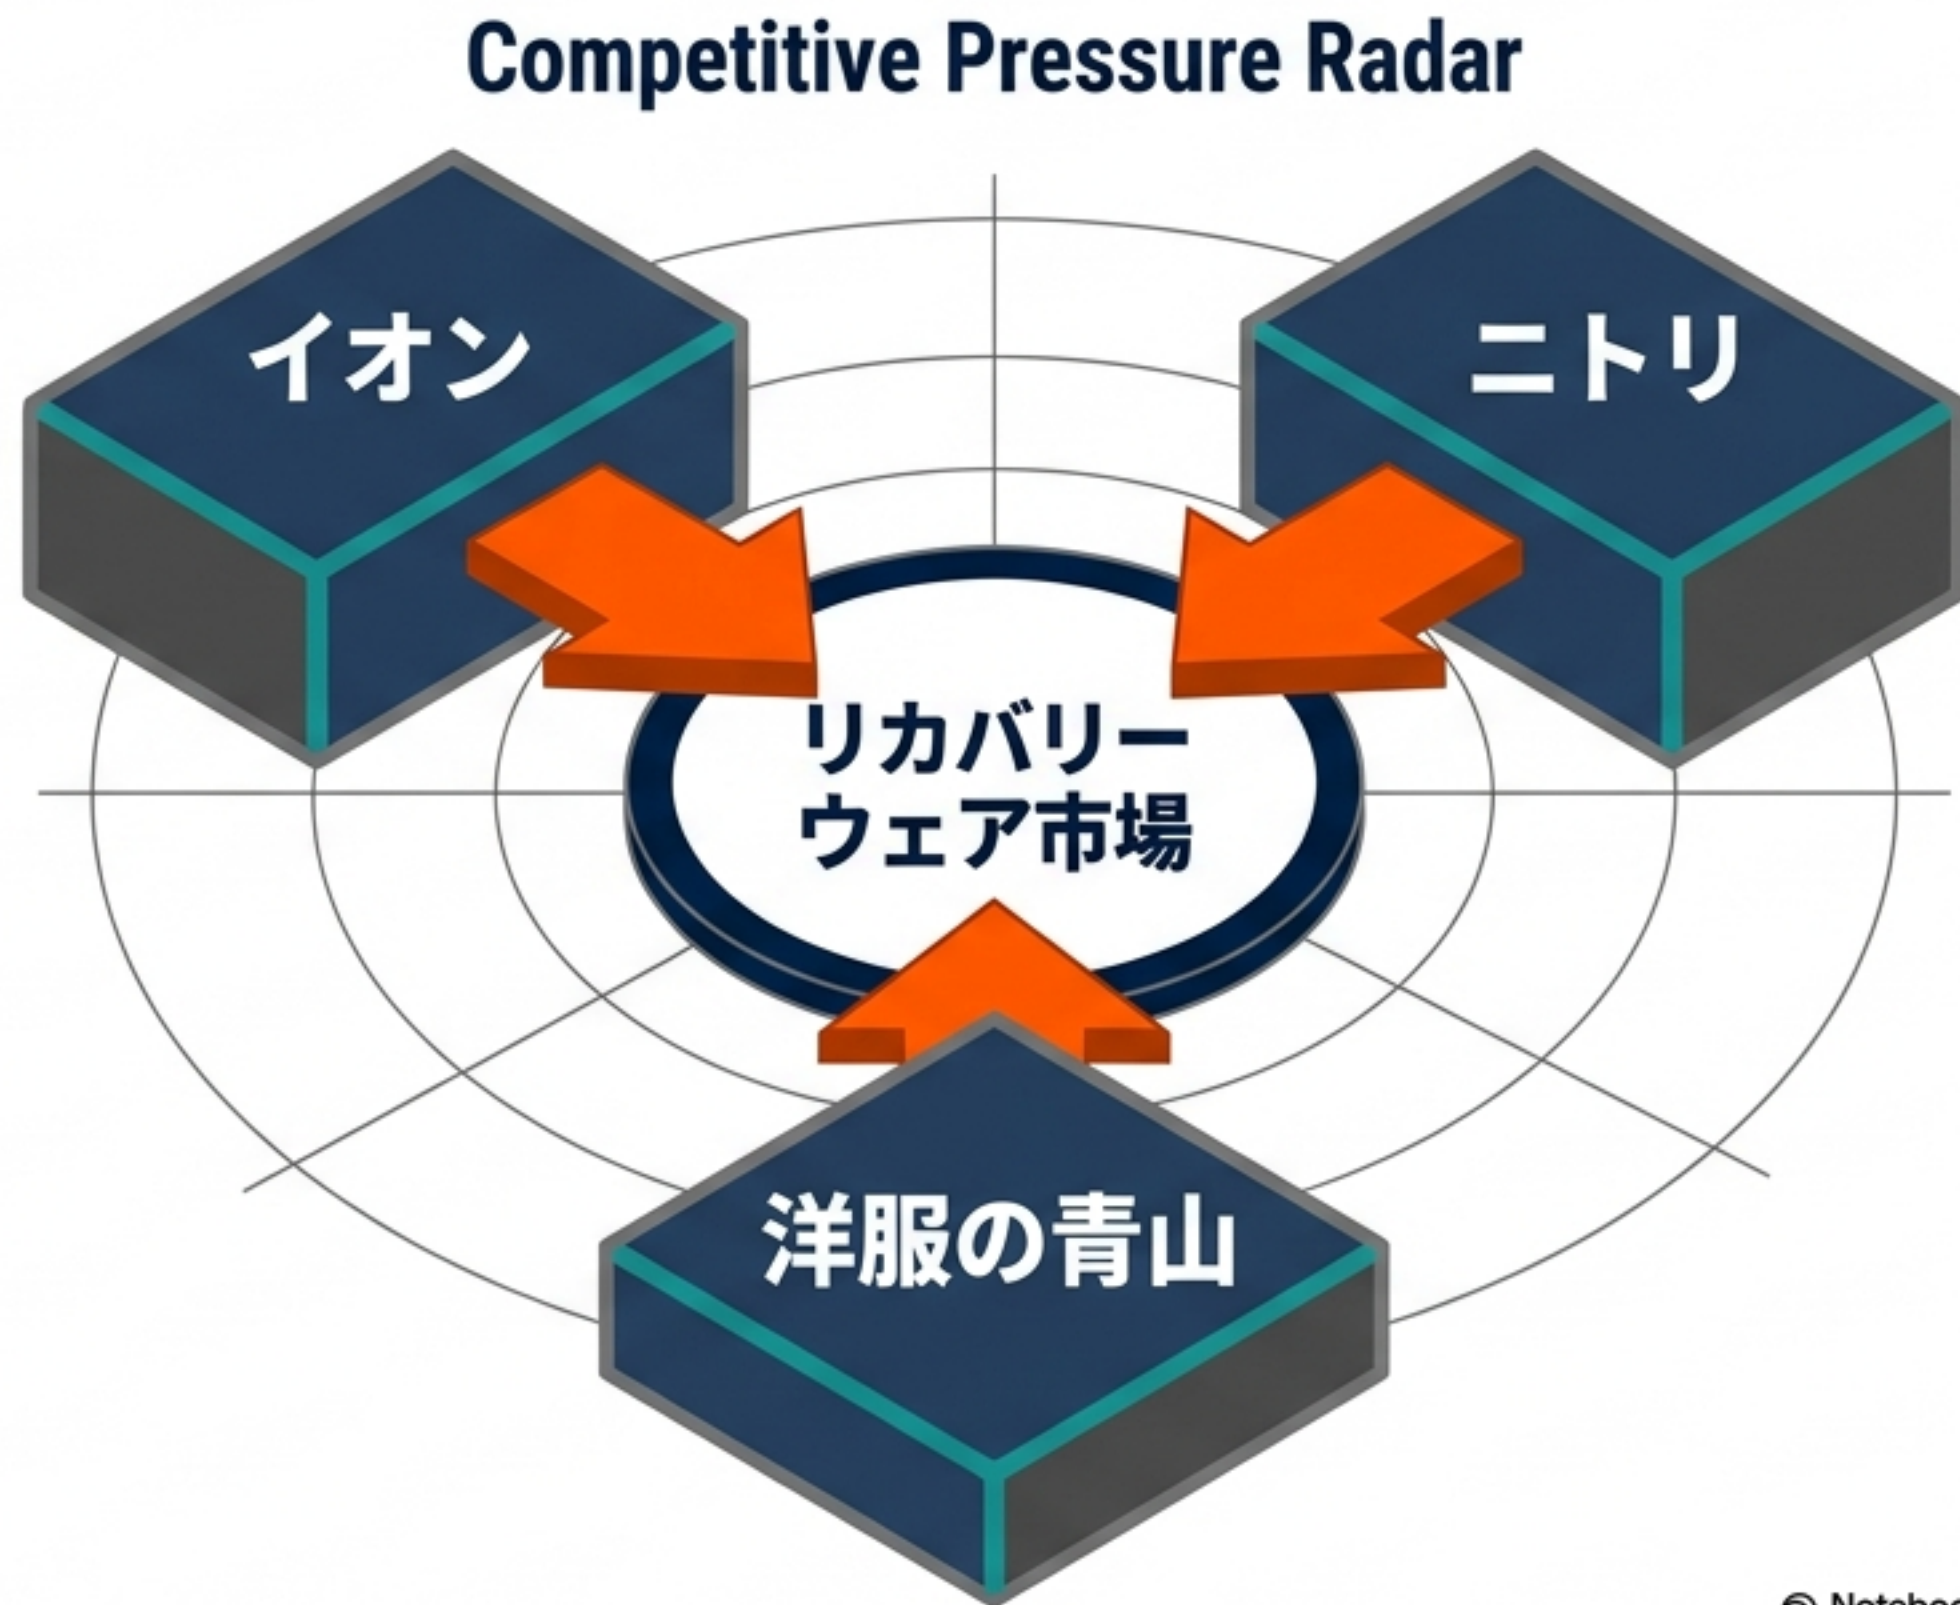 Competitive Pressure Radar
イオン
ニトリ
リカバリー
ウェア市場
洋服の青山